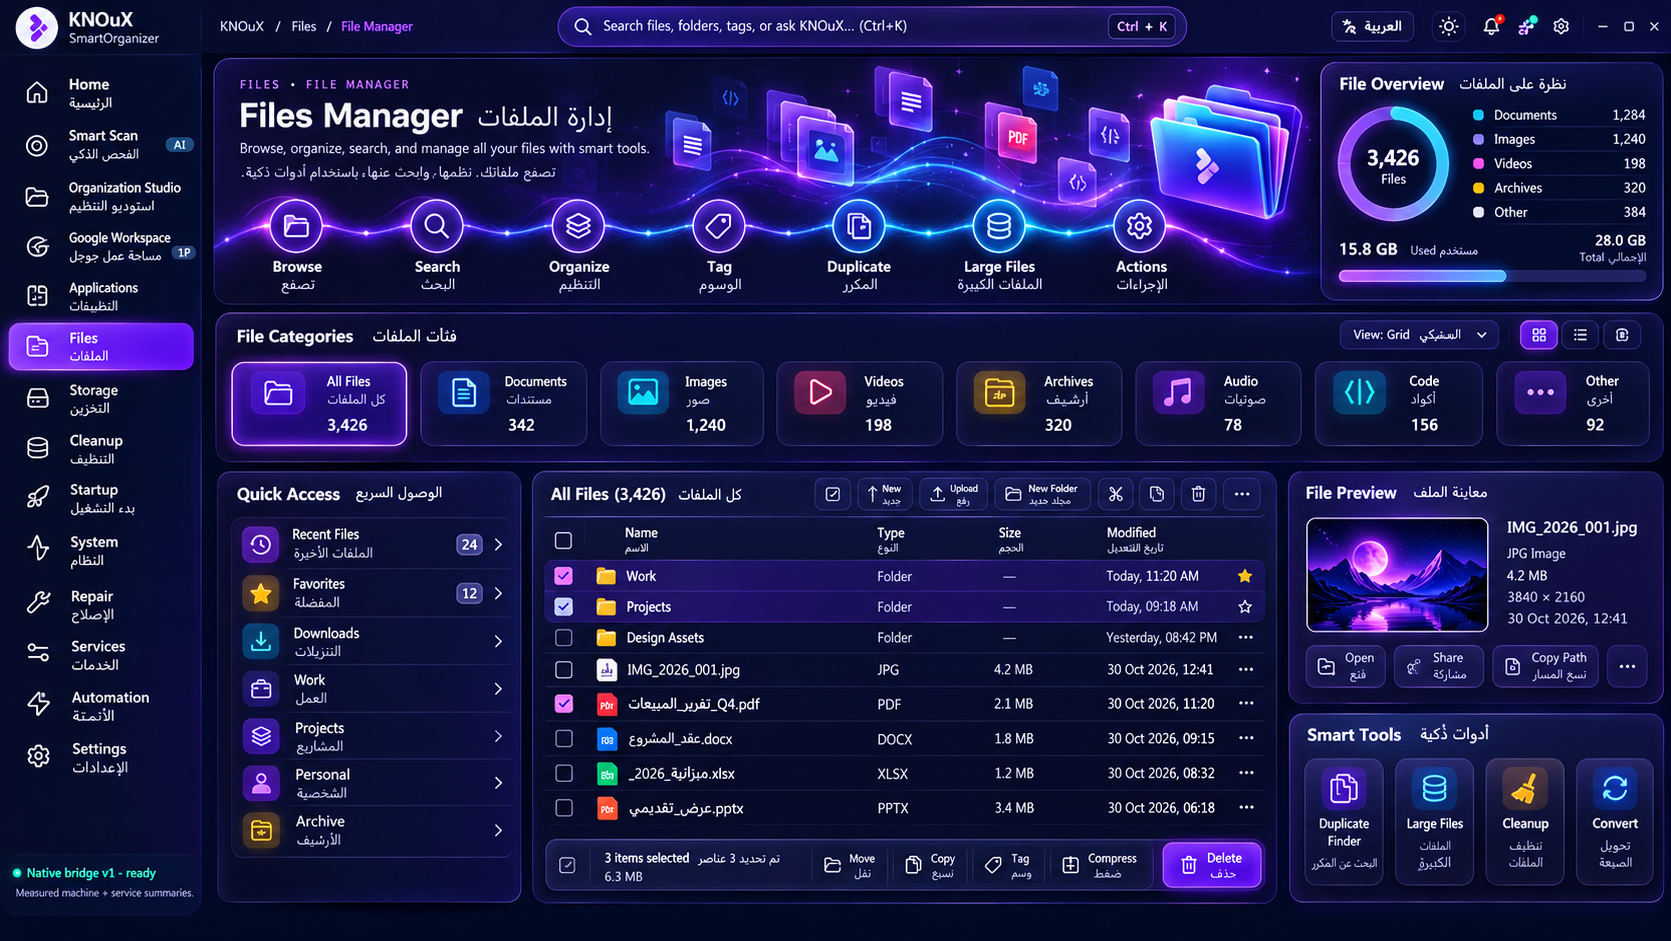 KNOuX
SmartOrganizer
KNOuX / Files / File Manager
Search files, folders, tags, or ask KNOuX... (Ctrl+K)
Ctrl + K
العربية
Home
الرئيسية
Smart Scan
الفحص الذكي
AI
Organization Studio
استوديو التنظيم
Google Workspace
مساحة عمل جوجل
1P
Applications
التطبيقات
Files
الملفات
Storage
التخزين
Cleanup
التنظيف
Startup
بدء التشغيل
System
النظام
Repair
الإصلاح
Services
الخدمات
Automation
الأتمتة
Settings
الإعدادات
Native bridge v1 - ready
Measured machine + service summaries.
FILES • FILE MANAGER
Files Manager إدارة الملفات
Browse, organize, search, and manage all your files with smart tools.
تصفع ملفاتك، نظمها، وابحث عنها، باستخدام أدوات ذكية.
PDF
Browse
تصفع
Search
البحث
Organize
التنظيم
Tag
الوسوم
Duplicate
المكرر
Large Files
الملفات الكبيرة
Actions
الإجراءات
File Overview نظرة على الملفات
3,426
Files
Documents 1,284
Images 1,240
Videos 198
Archives 320
Other 384
15.8 GB Used مستخدم
28.0 GB
Total الإجمالي
File Categories
View: Grid
All Files
كل الملفات
3,426
Documents
مستندات
342
Images
صور
1,240
Videos
فيديو
198
Archives
أرشيف
320
Audio
صوتيات
78
Code
أكواد
156
Other
أخرى
92
Quick Access الوصول السريع
Recent Files
الملفات الأخيرة
24
Favorites
المفضلة
12
Downloads
التنزيلات
Work
العمل
Projects
المشاريع
Personal
الشخصية
Archive
الأرشيف
All Files (3,426) كل الملفات
New
جديد
Upload
رفع
New Folder
مجلد جديد
Name
الاسم
Type
النوع
Size
الحجم
Modified
تاريخ التعديل
Work Folder — Today, 11:20 AM
Projects Folder — Today, 09:18 AM
Design Assets Folder — Yesterday, 08:42 PM
IMG_2026_001.jpg JPG 4.2 MB 30 Oct 2026, 12:41
تقرير_المبيعات_Q4.pdf PDF 2.1 MB 30 Oct 2026, 11:20
عقد_المشروع.docx DOCX 1.8 MB 30 Oct 2026, 09:15
ميزانية_2026_.xlsx XLSX 1.2 MB 30 Oct 2026, 08:32
عرض_تقديمي.pptx PPTX 3.4 MB 30 Oct 2026, 06:18
3 items selected تم تحديد 3 عناصر
6.3 MB
Move
نقل
Copy
نسيع
Tag
وسم
Compress
ضفط
Delete
حذف
File Preview معاينة الملف
IMG_2026_001.jpg
JPG Image
4.2 MB
3840 × 2160
30 Oct 2026, 12:41
Open
فتع
Share
مشاركة
Copy Path
نسخ المسار
Smart Tools أدوات ذُكية
Duplicate
Finder
البحث عن المكرر
Large Files
الملفات
Cleanup
تنظيف
الملفات
Convert
تحويل
الصيعة